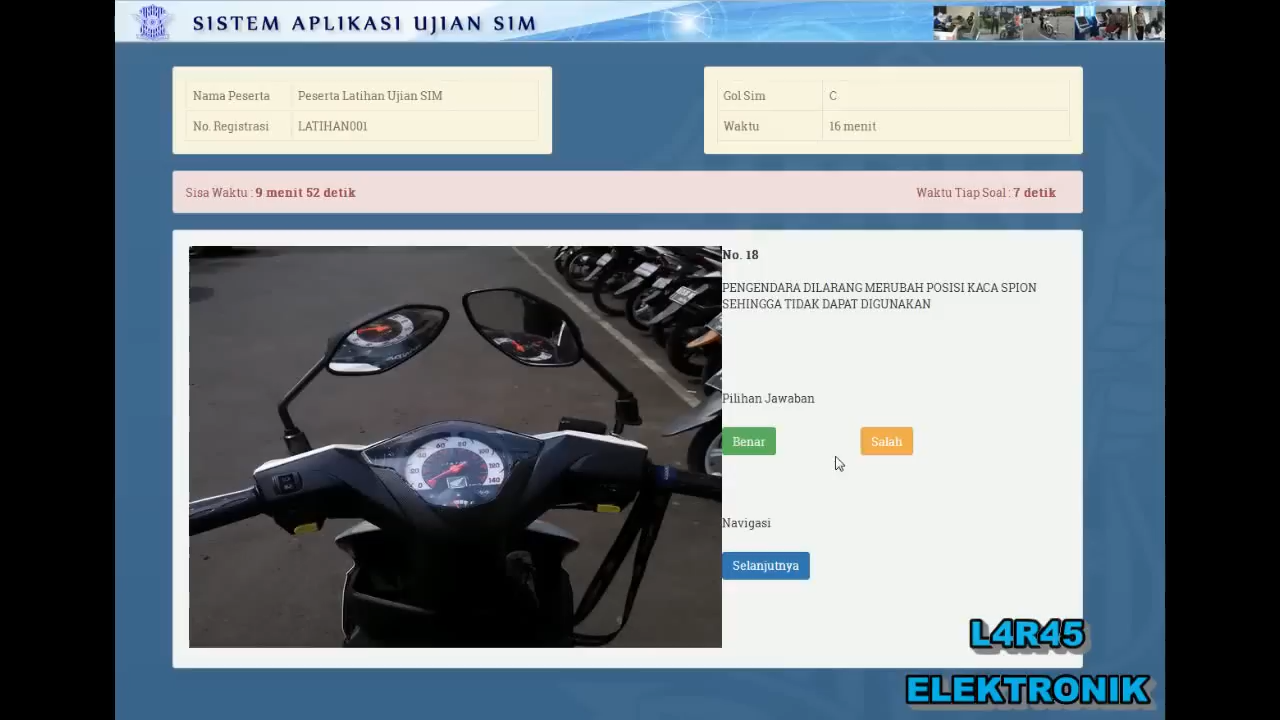 SISTEM APLIKASI UJIAN SIM
Nama Peserta Peserta Latihan Ujian SIM
No. Registrasi LATIHAN001
Gol Sim C
Waktu 16 menit
Sisa Waktu : 9 menit 52 detik
Waktu Tiap Soal : 7 detik
No. 18
PENGENDARA DILARANG MERUBAH POSISI KACA SPION
SEHINGGA TIDAK DAPAT DIGUNAKAN
Pilihan Jawaban
Benar Salah
Navigasi
Selanjutnya
L4R45
ELEKTRONIK